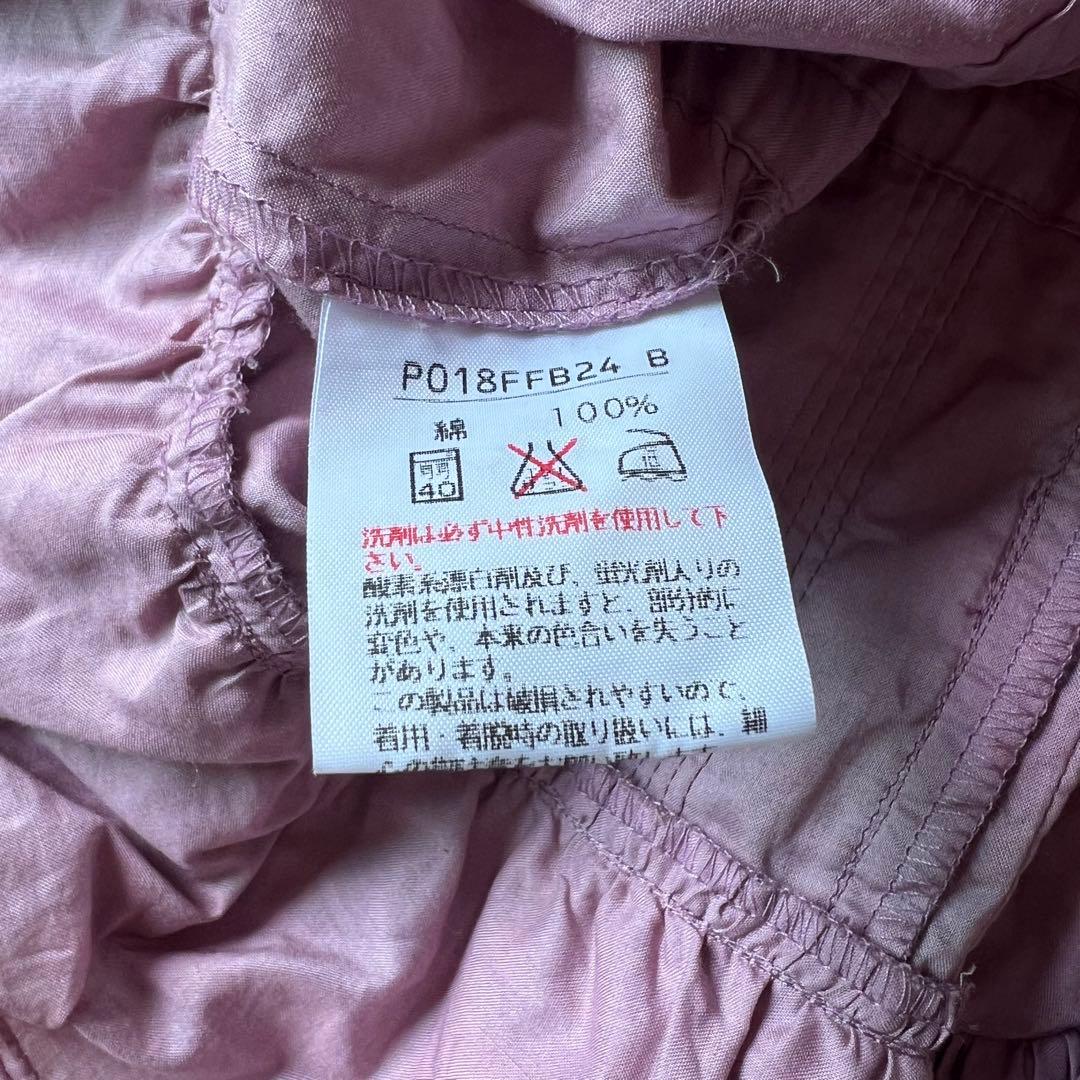 P018FFB24 B
綿 100%
40
洗剤は必ず中性洗剤を使用して下
さい。
酸素系漂白剤及び、蛍光剤入りの
洗剤を使用されますと、部分的に
変色や、本来の色合いを失うこと
があります。
この製品は破損されやすいので、
着用・着脱時の取り扱いには、細